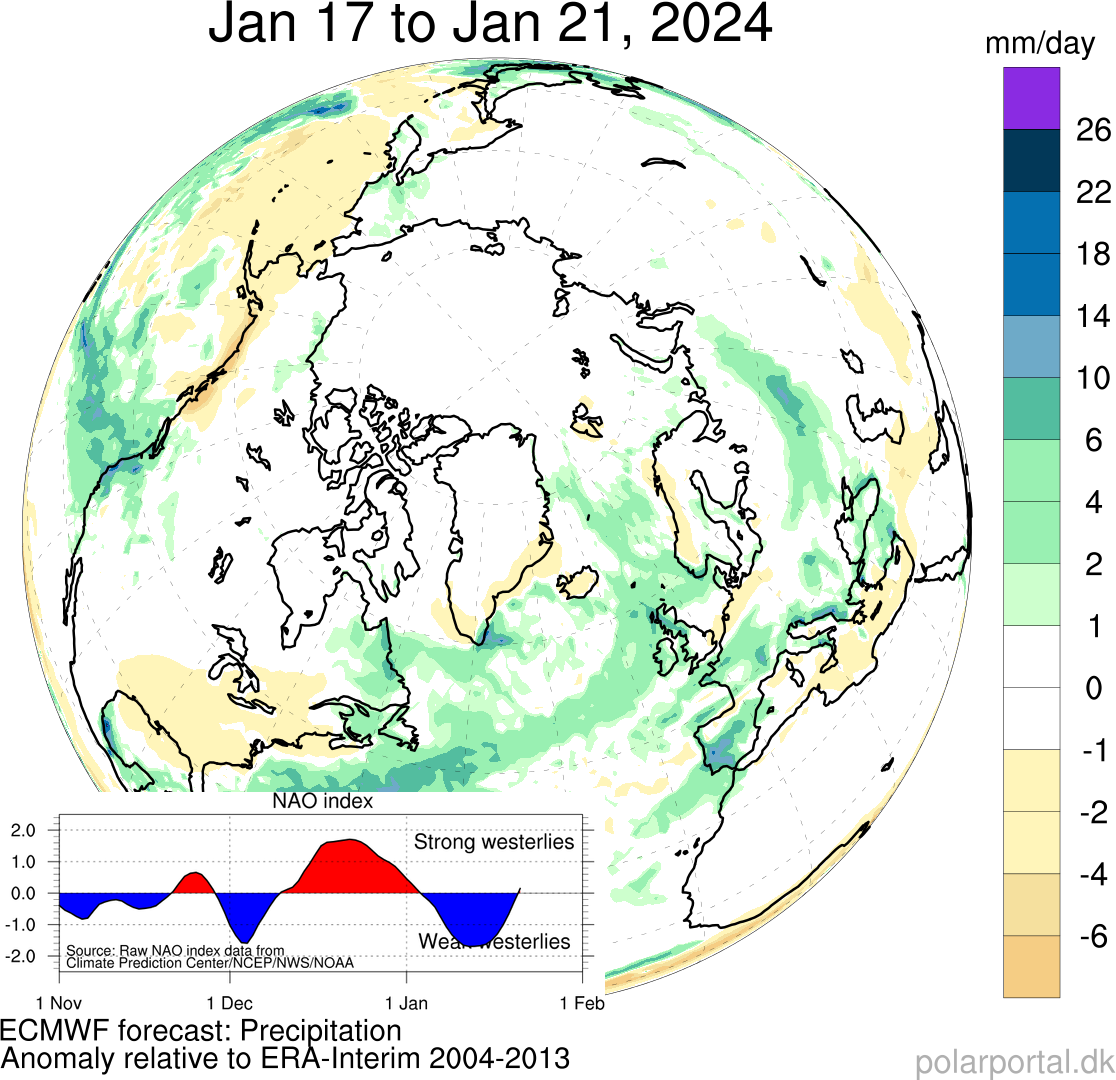 Jan 17 to Jan 21, 2024
mm/day
26
22
18
14
10
6
4
2
1
0
-1
-2
-4
-6
NAO index
2.0
1.0
0.0
-1.0
-2.0
Strong westerlies
Weak westerlies
Source: Raw NAO index data from
Climate Prediction Center/NCEP/NWS/NOAA
1 Nov 1 Dec 1 Jan 1 Feb
ECMWF forecast: Precipitation
Anomaly relative to ERA-Interim 2004-2013
polarportal.dk